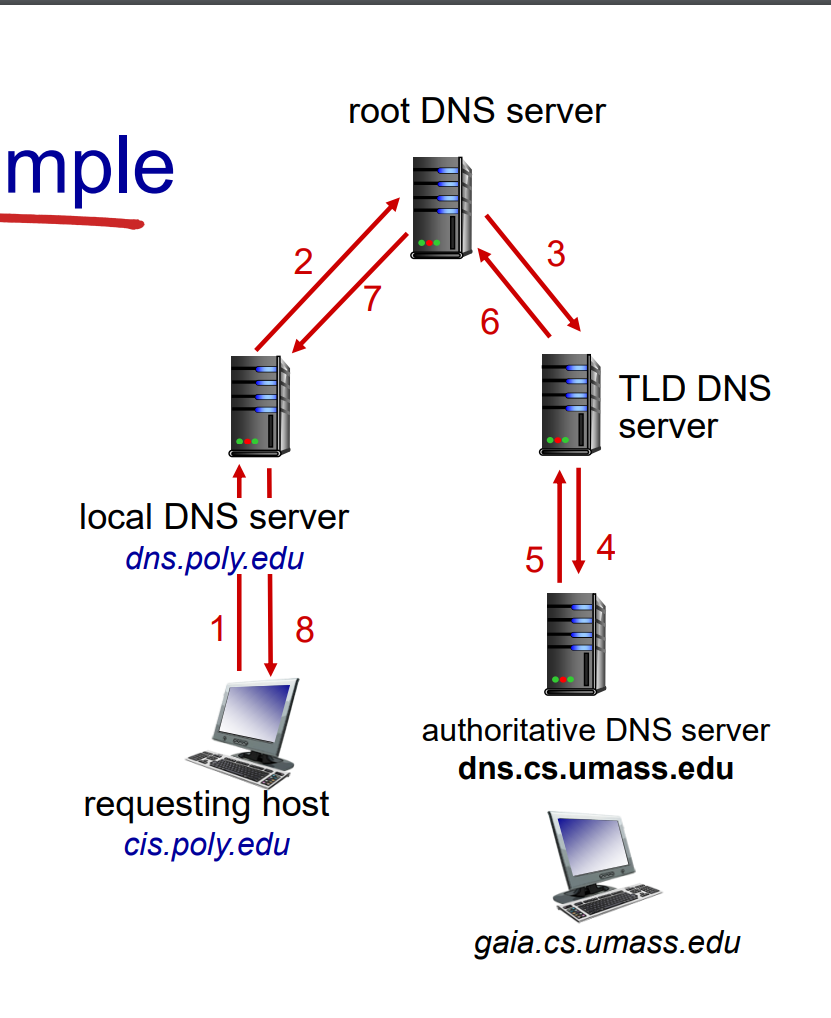 root DNS server
mple
2
3
7
6
TLD DNS
server
local DNS server
dns.poly.edu
5
4
1
8
authoritative DNS server
dns.cs.umass.edu
requesting host
cis.poly.edu
gaia.cs.umass.edu